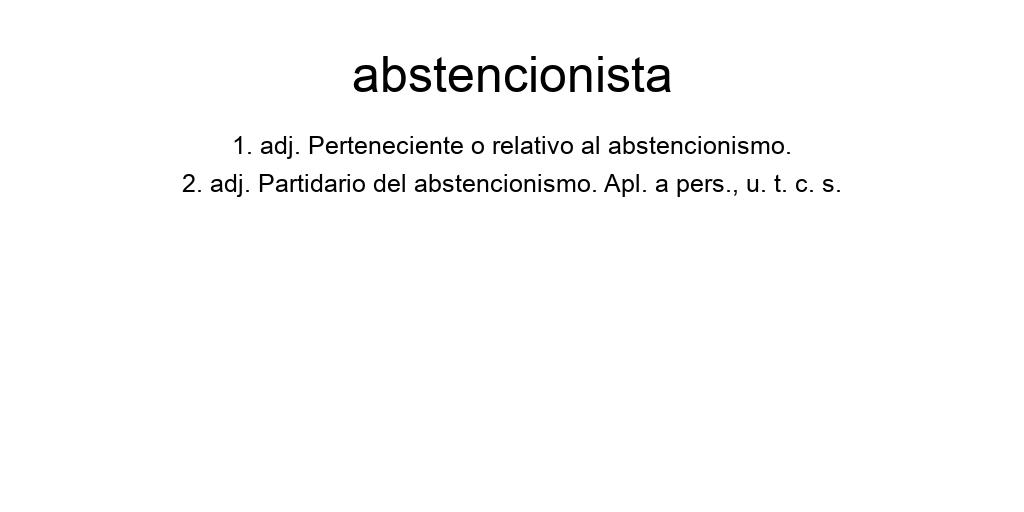 abstencionista
1. adj. Perteneciente o relativo al abstencionismo.
2. adj. Partidario del abstencionismo. Apl. a pers., u. t. c. s.